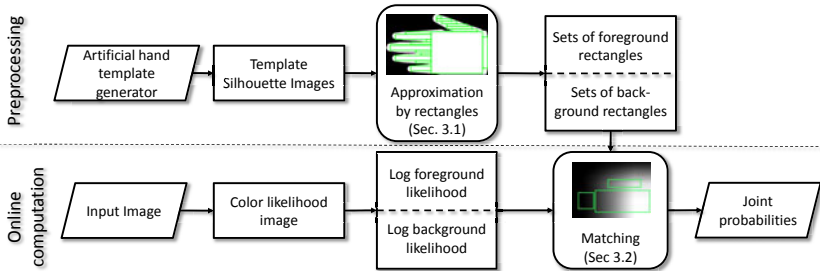 Preprocessing
Artificial hand
template
generator
Template
Silhouette Images
Approximation
by rectangles
(Sec. 3.1)
Sets of foreground
rectangles
Sets of back-
ground rectangles
Online
computation
Input Image
Color likelihood
image
Log foreground
likelihood
Log background
likelihood
Matching
(Sec 3.2)
Joint
probabilities